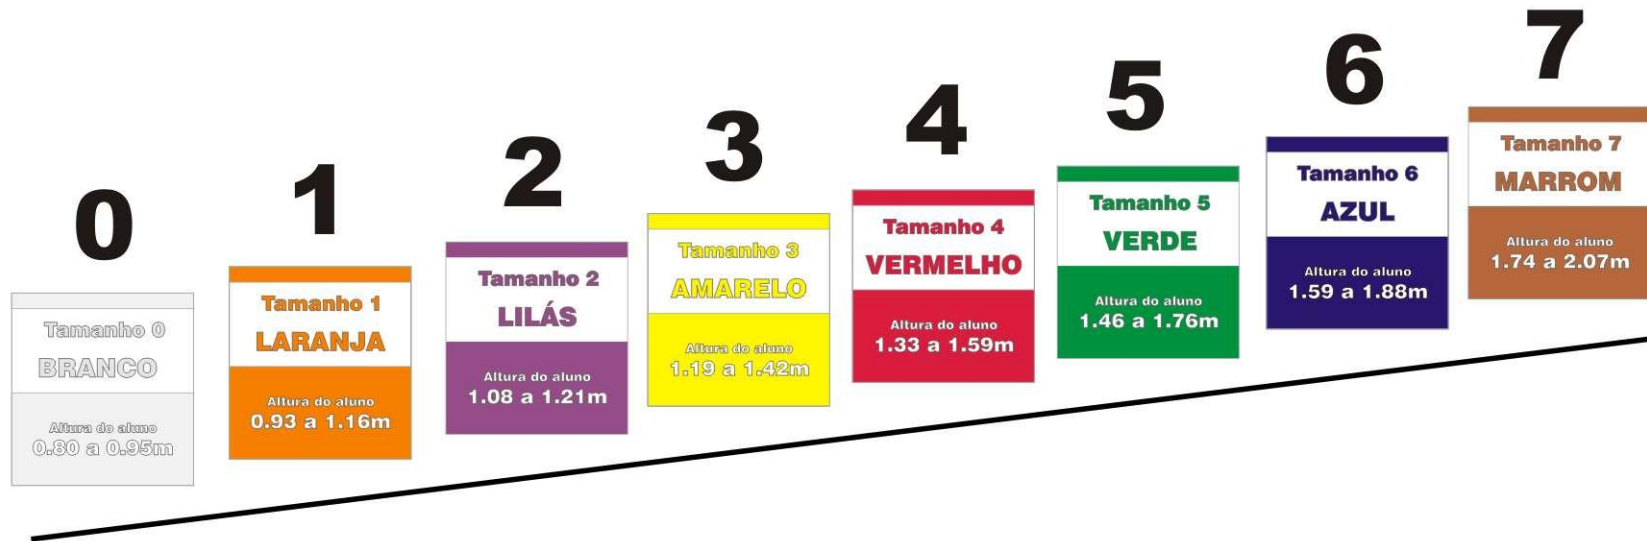 0
Tamanho 0
BRANCO
Altura do aluno
0.80 a 0.95m
1
Tamanho 1
LARANJA
Altura do aluno
0.93 a 1.16m
2
Tamanho 2
LILÁS
Altura do aluno
1.08 a 1.21m
3
Tamanho 3
AMARELO
Altura do aluno
1.19 a 1.42m
4
Tamanho 4
VERMELHO
Altura do aluno
1.33 a 1.59m
5
Tamanho 5
VERDE
Altura do aluno
1.46 a 1.76m
6
Tamanho 6
AZUL
Altura do aluno
1.59 a 1.88m
7
Tamanho 7
MARROM
Altura do aluno
1.74 a 2.07m